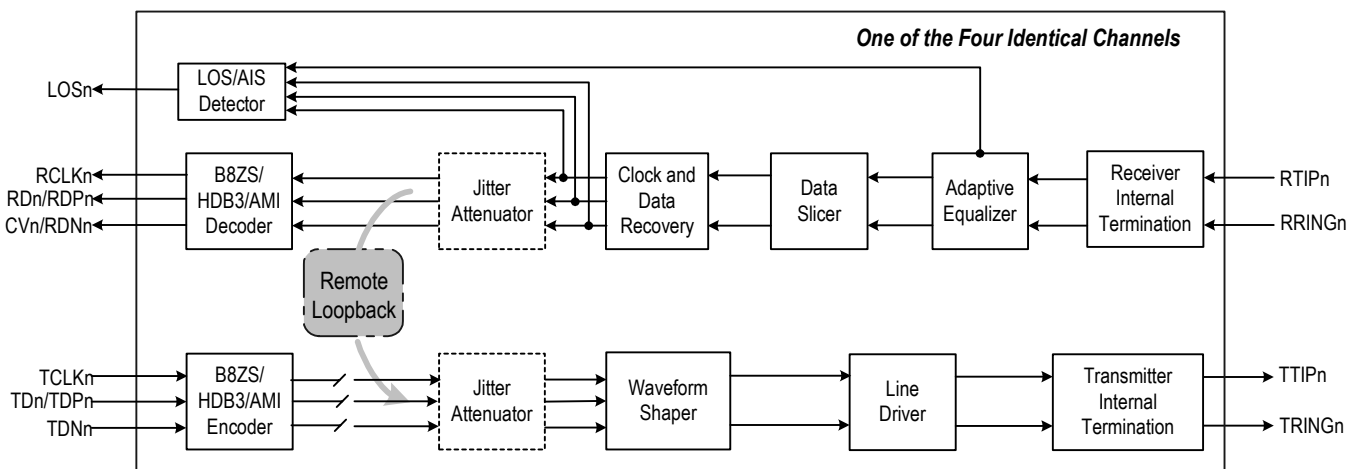 One of the Four Identical Channels
LOSn
LOS/AIS
Detector
RCLKn
RDn/RDPn
CVn/RDNn
B8ZS/
HDB3/AMI
Decoder
Jitter
Attenuator
Clock and
Data
Recovery
Data
Slicer
Adaptive
Equalizer
Receiver
Internal
Termination
RTIPn
RRINGn
Remote
Loopback
TCLKn
TDn/TDPn
TDNn
B8ZS/
HDB3/AMI
Encoder
Jitter
Attenuator
Waveform
Shaper
Line
Driver
Transmitter
Internal
Termination
TTIPn
TRINGn